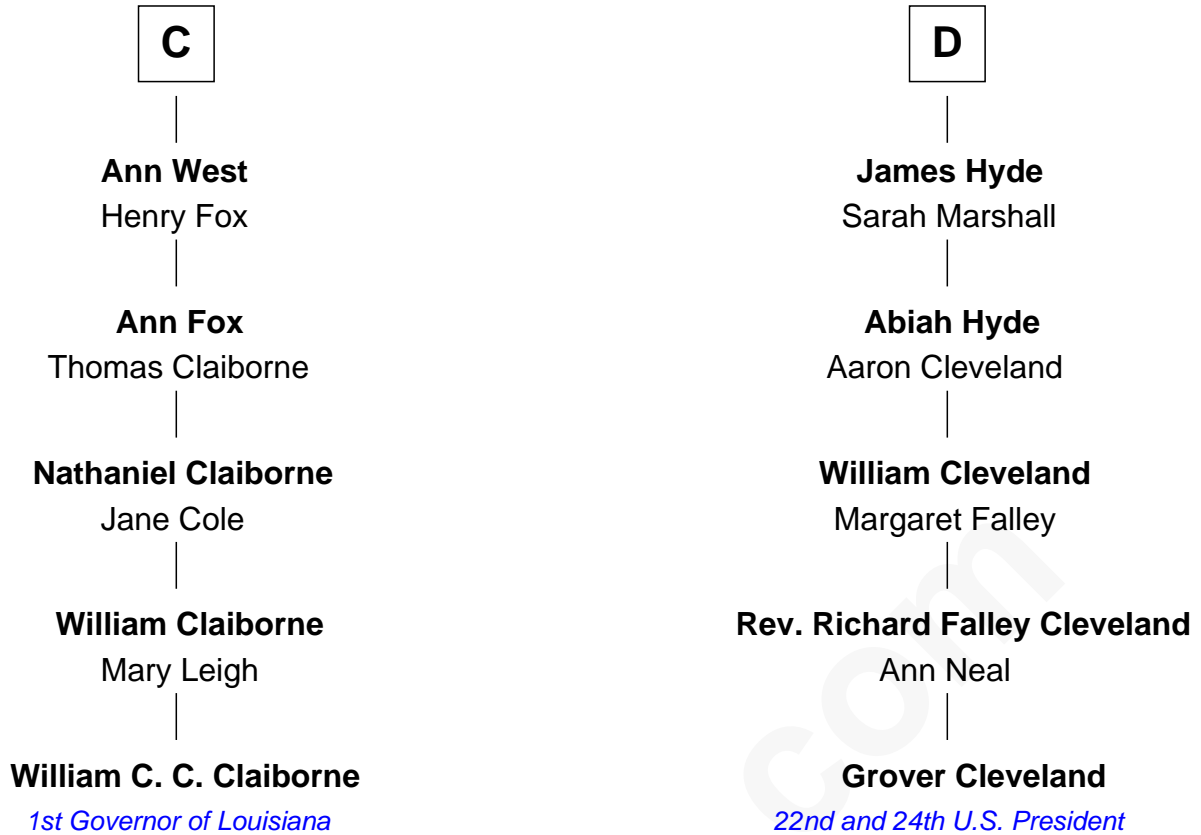 C
Ann West
Henry Fox
Ann Fox
Thomas Claiborne
Nathaniel Claiborne
Jane Cole
William Claiborne
Mary Leigh
William C. C. Claiborne
1st Governor of Louisiana
D
James Hyde
Sarah Marshall
Abiah Hyde
Aaron Cleveland
William Cleveland
Margaret Falley
Rev. Richard Falley Cleveland
Ann Neal
Grover Cleveland
22nd and 24th U.S. President
com